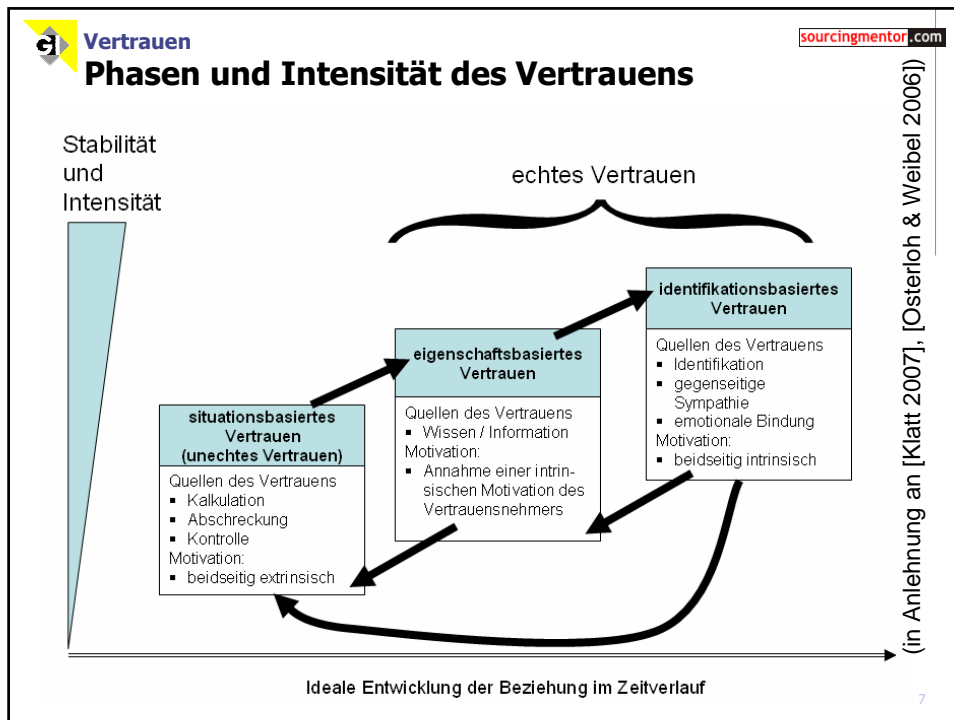 Vertrauen
Phasen und Intensität des Vertrauens
sourcingmentor.com
Stabilität
und
Intensität
echtes Vertrauen
situationsbasiertes
Vertrauen
(unechtes Vertrauen)
Quellen des Vertrauens
▪ Kalkulation
▪ Abschreckung
▪ Kontrolle
Motivation:
▪ beidseitig extrinsisch
eigenschaftsbasiertes
Vertrauen
Quellen des Vertrauens
▪ Wissen / Information
Motivation:
▪ Annahme einer intrin-
sischen Motivation des
Vertrauensnehmers
identifikationsbasiertes
Vertrauen
Quellen des Vertrauens
▪ Identifikation
▪ gegenseitige
Sympathie
▪ emotionale Bindung
Motivation:
▪ beidseitig intrinsisch
Ideale Entwicklung der Beziehung im Zeitverlauf
(in Anlehnung an [Klatt 2007], [Osterloh & Weibel 2006])
7